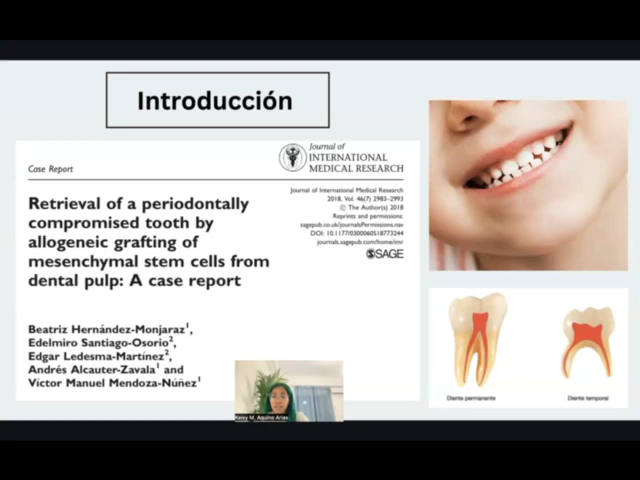 Introducción
Case Report
Journal of
INTERNATIONAL
MEDICAL RESEARCH
Retrieval of a periodontally
compromised tooth by
allogeneic grafting of
mesenchymal stem cells from
dental pulp: A case report
Journal of International Medical Research
2018, Vol. 46(7) 2983–2993
© The Author(s) 2018
Reprints and permissions:
sagepub.co.uk/journalsPermissions.nav
DOI: 10.1177/0300060518773244
journals.sagepub.com/home/imr
SAGE
Beatriz Hernández-Monjaraz1,
Edelmiro Santiago-Osorio2,
Edgar Ledesma-Martínez2,
Andrés Alcauter-Zavala1 and
Víctor Manuel Mendoza-Núñez1
Diente permanente
Diente temporal
Keisy M. Aquino Arias